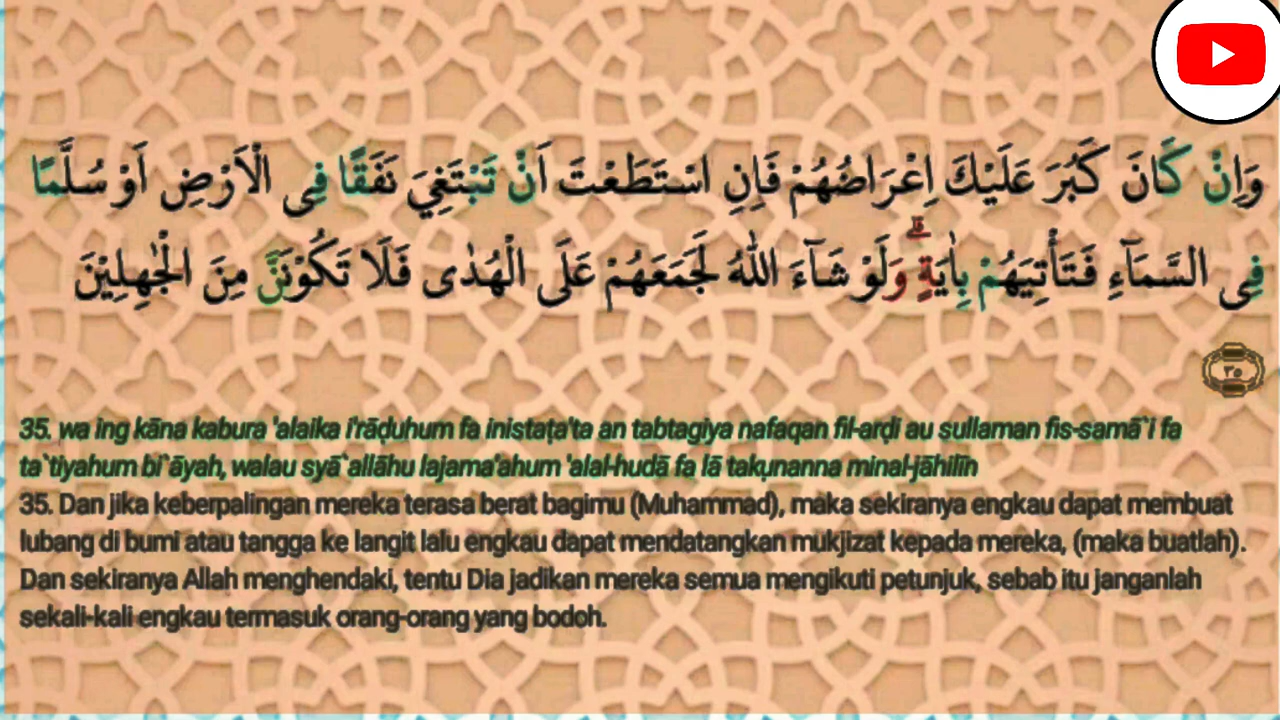 وَاِنْ كَانَ كَبُرَ عَلَيْكَ اِعْرَاضُهُمْ فَاِنِ اسْتَطَعْتَ اَنْ تَبْتَغِيَ نَفَقًا فِى الْاَرْضِ اَوْ سُلَّمًا
فِى السَّمَاۤءِ فَتَأْتِيَهُمْ بِاٰيَةٍ ۗ وَلَوْ شَاۤءَ اللّٰهُ لَجَمَعَهُمْ عَلَى الْهُدٰى فَلَا تَكُوْنَنَّ مِنَ الْجٰهِلِيْنَ
٣٥
35. wa ing kāna kabura 'alaika i'rāḍuhum fa inistaṭa'ta an tabtagiya nafaqan fil-arḍi au sullaman fis-samā`i fa
ta`tiyahum bi`āyah, walau syā`allāhu lajama'ahum 'alal-hudā fa lā takụnanna minal-jāhilīn
35. Dan jika keberpalingan mereka terasa berat bagimu (Muhammad), maka sekiranya engkau dapat membuat
lubang di bumi atau tangga ke langit lalu engkau dapat mendatangkan mukjizat kepada mereka, (maka buatlah).
Dan sekiranya Allah menghendaki, tentu Dia jadikan mereka semua mengikuti petunjuk, sebab itu janganlah
sekali-kali engkau termasuk orang-orang yang bodoh.